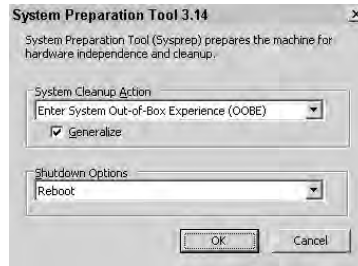 System Preparation Tool 3.14
System Preparation Tool (Sysprep) prepares the machine for
hardware independence and cleanup.
System Cleanup Action
Enter System Out-of-Box Experience (OOBE)
Generalize
Shutdown Options
Reboot
OK
Cancel